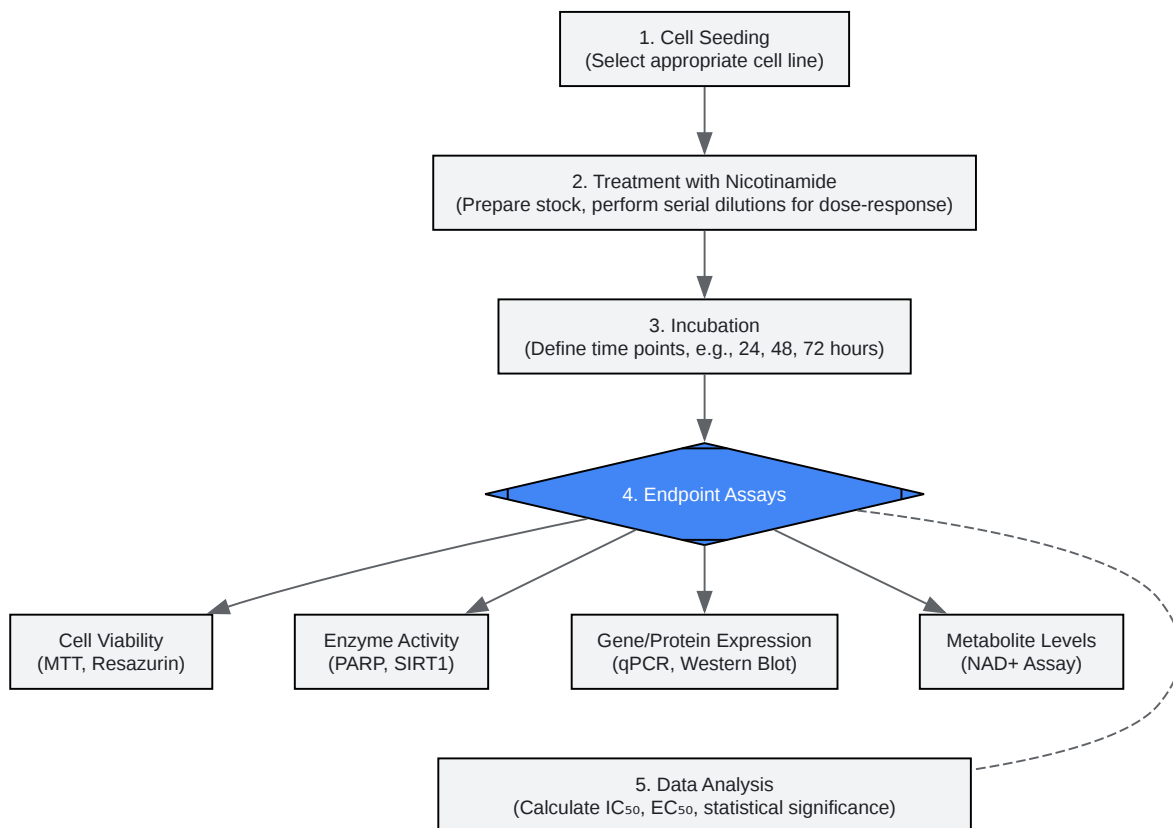 1. Cell Seeding
(Select appropriate cell line)
2. Treatment with Nicotinamide
(Prepare stock, perform serial dilutions for dose-response)
3. Incubation
(Define time points, e.g., 24, 48, 72 hours)
4. Endpoint Assays
Cell Viability
(MTT, Resazurin)
Enzyme Activity
(PARP, SIRT1)
Gene/Protein Expression
(qPCR, Western Blot)
Metabolite Levels
(NAD+ Assay)
5. Data Analysis
(Calculate IC₅₀, EC₅₀, statistical significance)